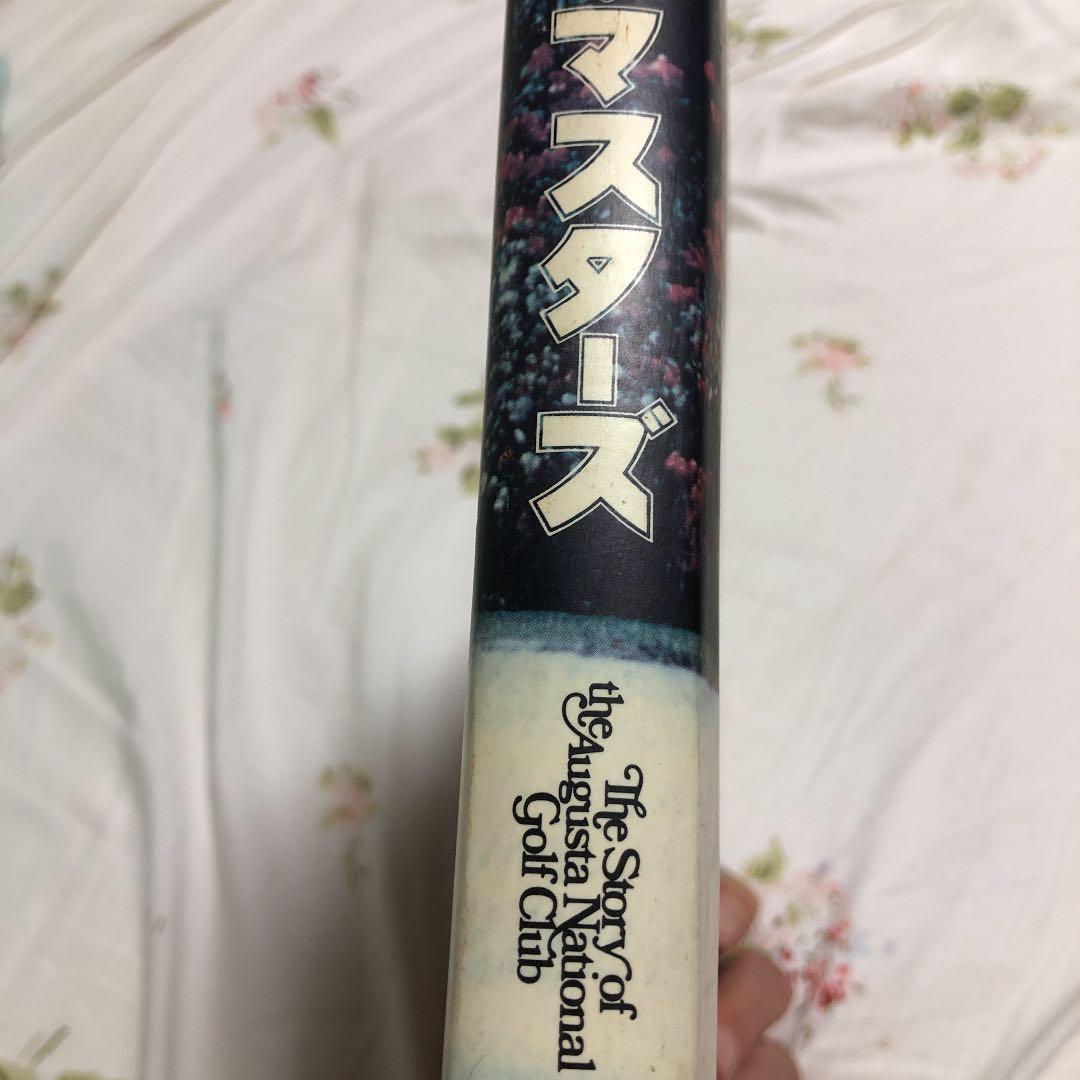 マスターズ
The Story of
the Augusta National
Golf Club